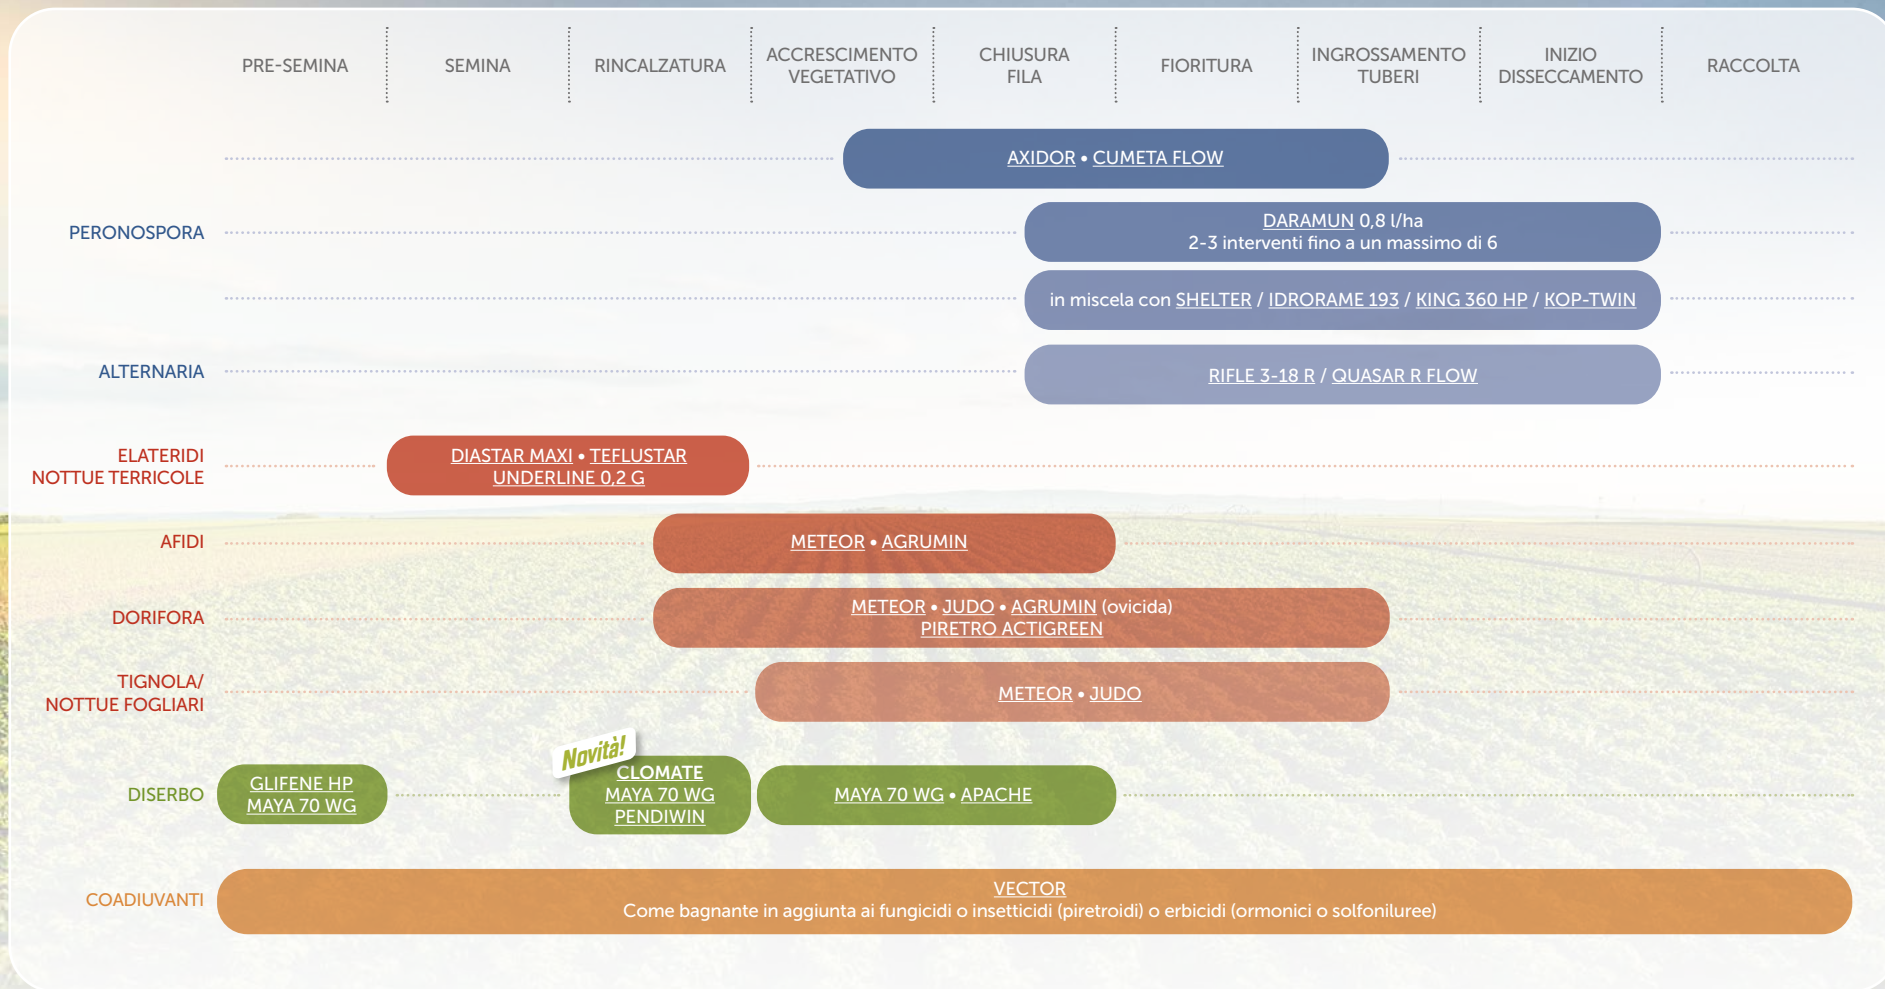 PRE-SEMINA
SEMINA
RINCALZATURA
ACCRESCIMENTO
VEGETATIVO
CHIUSURA
FILA
FIORITURA
INGROSSAMENTO
TUBERI
INIZIO
DISSECCAMENTO
RACCOLTA
AXIDOR • CUMETA FLOW
PERONOSPORA
DARAMUN 0,8 l/ha
2-3 interventi fino a un massimo di 6
in miscela con SHELTER / IDRORAME 193 / KING 360 HP / KOP-TWIN
ALTERNARIA
RIFLE 3-18 R / QUASAR R FLOW
ELATERIDI
NOTTUE TERRICOLE
DIASTAR MAXI • TEFLUSTAR
UNDERLINE 0,2 G
AFIDI
METEOR • AGRUMIN
DORIFORA
METEOR • JUDO • AGRUMIN (ovicida)
PIRETRO ACTIGREEN
TIGNOLA/
NOTTUE FOGLIARI
METEOR • JUDO
DISERBO
GLIFENE HP
MAYA 70 WG
Novità!
CLOMATE
MAYA 70 WG
PENDIWIN
MAYA 70 WG • APACHE
COADIUVANTI
VECTOR
Come bagnante in aggiunta ai fungicidi o insetticidi (piretroidi) o erbicidi (ormonici o solfoniluree)